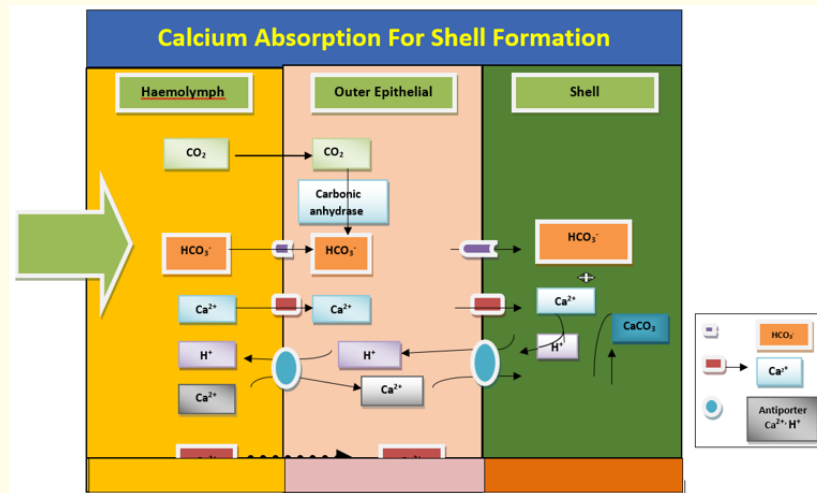 Calcium Absorption For Shell Formation
Haemolymph
Outer Epithelial
Shell
CO₂
CO₂
Carbonic
anhydrase
HCO₃⁻
HCO₃⁻
HCO₃⁻
Ca²⁺
Ca²⁺
Ca²⁺
CaCO₃
H⁺
H⁺
H⁺
Ca²⁺
Ca²⁺
HCO₃⁻
Ca²⁺
Antiporter
Ca²⁺· H⁺